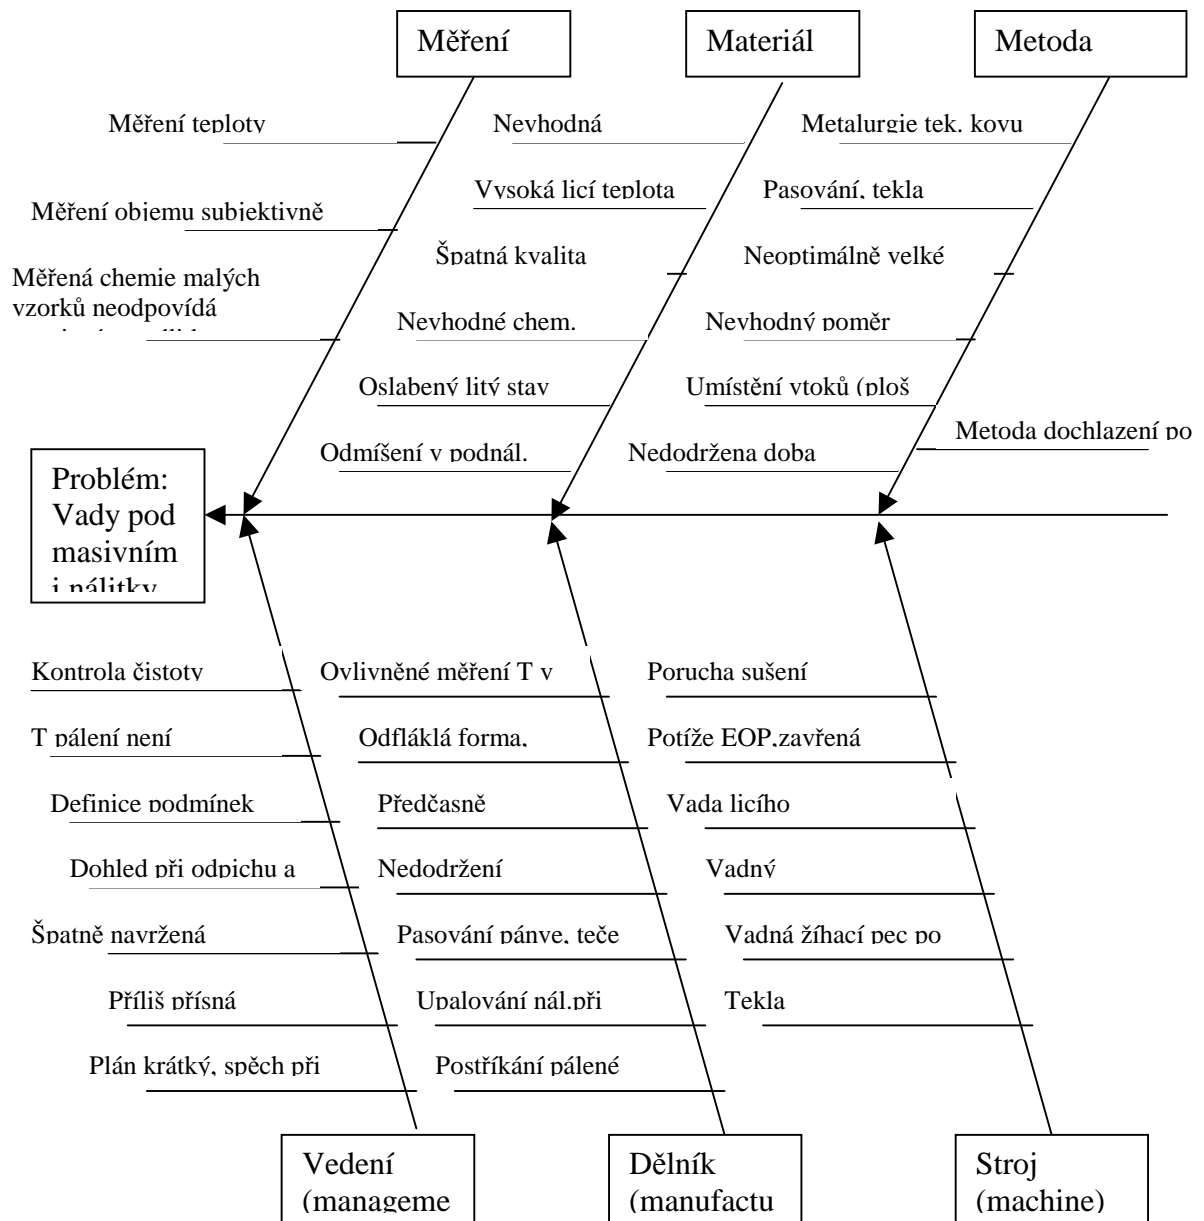 Měření
Materiál
Metoda
Měření teploty
Nevhodná
Metalurgie tek. kovu
Vysoká licí teplota
Pasování, tekla
Měření objemu subjektivně
Špatná kvalita
Neoptimálně velké
Měřená chemie malých
vzorků neodpovídá
Nevhodné chem.
Nevhodný poměr
Oslabený litý stav
Umístění vtoků (ploš
Metoda dochlazení po
Odmíšení v podnál.
Nedodržena doba
Problém:
Vady pod
masivním
i nálitky
Kontrola čistoty
Ovlivněné měření T v
Porucha sušení
T pálení není
Odfláklá forma,
Potíže EOP,zavřená
Definice podmínek
Předčasně
Vada licího
Dohled při odpichu a
Nedodržení
Vadný
Špatně navržená
Pasování pánve, teče
Vadná žíhací pec po
Příliš přísná
Upalování nál.při
Tekla
Plán krátký, spěch při
Postříkání pálené
Vedení
(manageme
Dělník
(manufactu
Stroj
(machine)